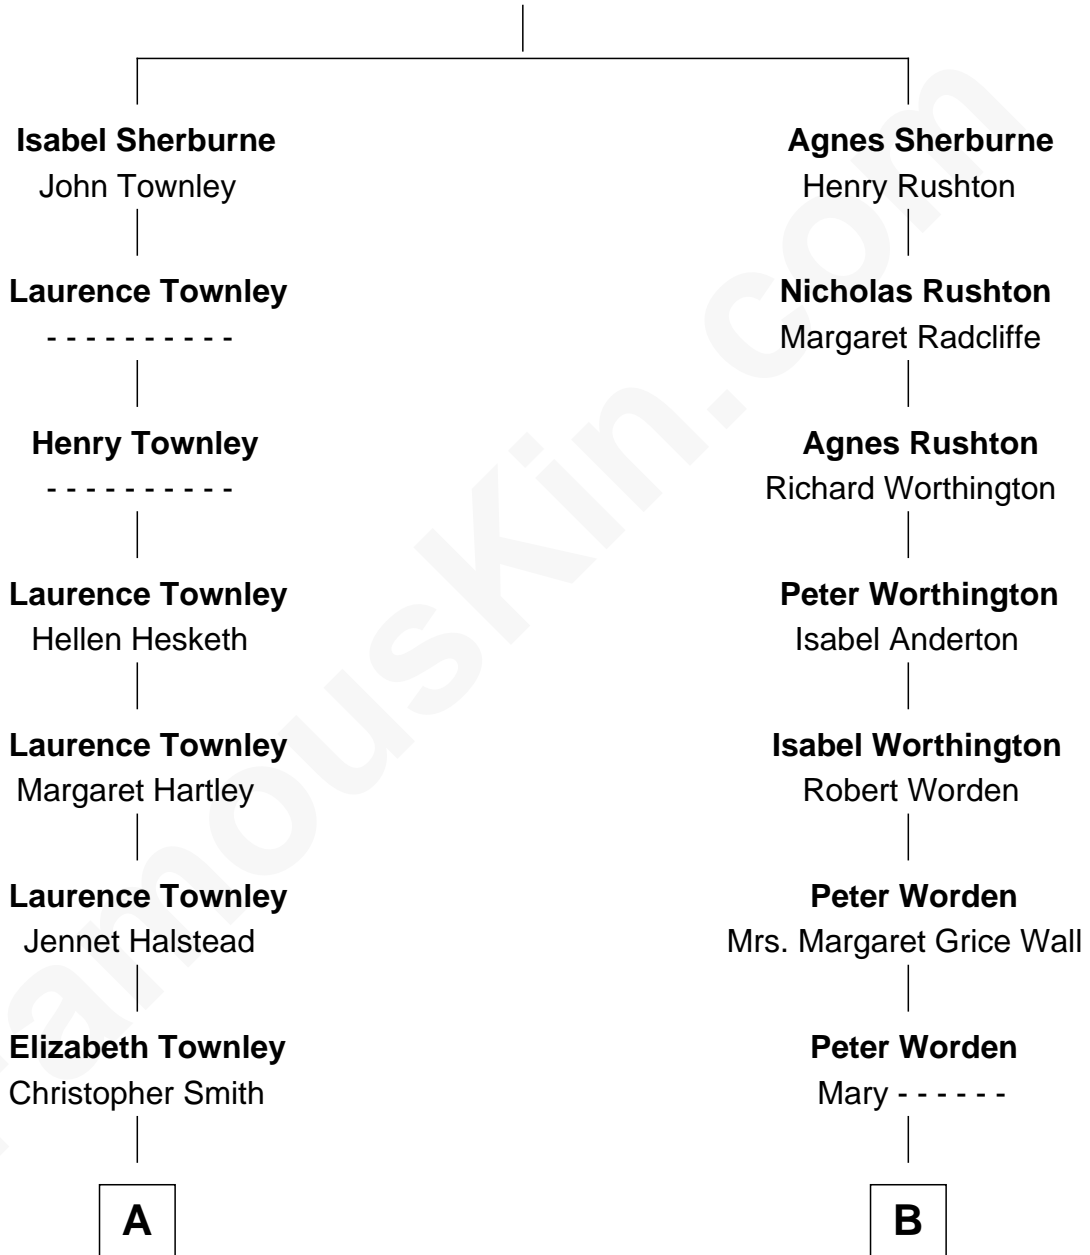 Isabel Sherburne
John Townley
Laurence Townley
- - - - - - - - - -
Henry Townley
- - - - - - - - - -
Laurence Townley
Hellen Hesketh
Laurence Townley
Margaret Hartley
Laurence Townley
Jennet Halstead
Elizabeth Townley
Christopher Smith
A
Agnes Sherburne
Henry Rushton
Nicholas Rushton
Margaret Radcliffe
Agnes Rushton
Richard Worthington
Peter Worthington
Isabel Anderton
Isabel Worthington
Robert Worden
Peter Worden
Mrs. Margaret Grice Wall
Peter Worden
Mary - - - - - -
B
FamousKin.com